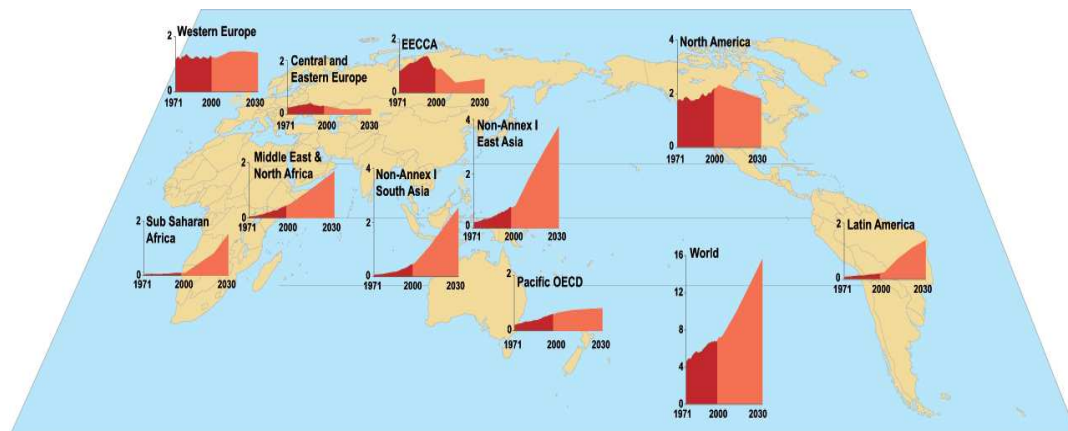 Western Europe
2
1
0
1971 2000 2030
Central and
Eastern Europe
2
1
0
1971 2000 2030
EECCA
2
0
1971 2000 2030
North America
4
2
0
1971 2000 2030
Non-Annex I
East Asia
4
2
0
1971 2000 2030
Middle East &
North Africa
2
0
1971 2000 2030
Non-Annex I
South Asia
4
2
0
1971 2000 2030
Sub Saharan
Africa
2
0
1971 2000 2030
Pacific OECD
2
0
1971 2000 2030
World
16
12
8
4
0
1971 2000 2030
Latin America
2
0
1971 2000 2030